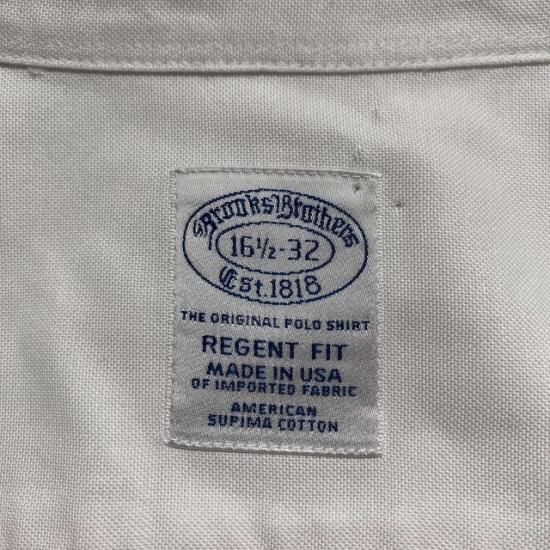 Brooks Brothers
16½-32
Est. 1818
THE ORIGINAL POLO SHIRT
REGENT FIT
MADE IN USA
OF IMPORTED FABRIC
AMERICAN
SUPIMA COTTON